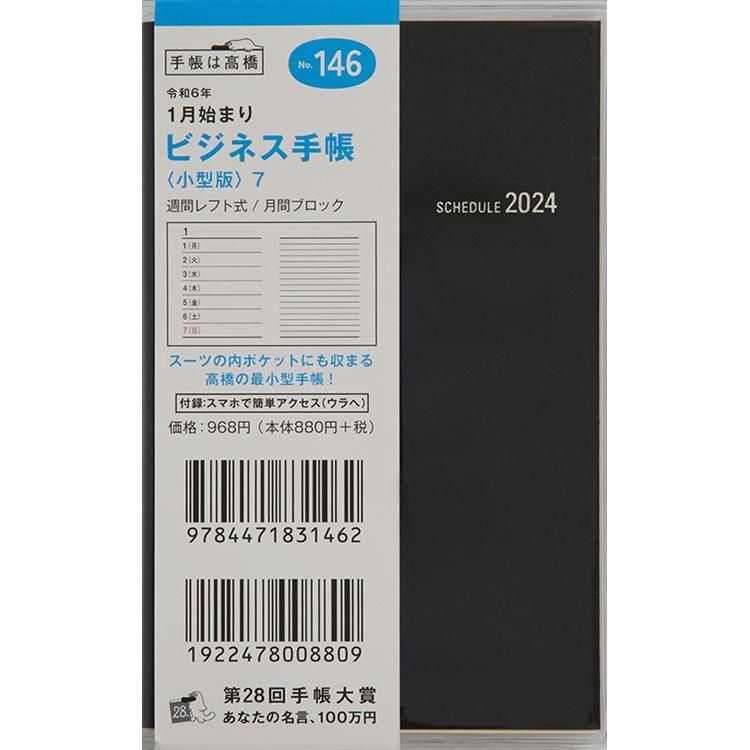 手帳は高橋
No.146
令和6年
1月始まり
ビジネス手帳
〈小型版〉7
週間レフト式 / 月間ブロック
1
1(月)
2(火)
3(水)
4(木)
5(金)
6(土)
7(日)
スーツの内ポケットにも収まる
高橋の最小型手帳！
付録:スマホで簡単アクセス(ウラへ)
価格：968円（本体880円＋税）
9784471831462
1922478008809
28th
第28回手帳大賞
あなたの名言、100万円
SCHEDULE 2024